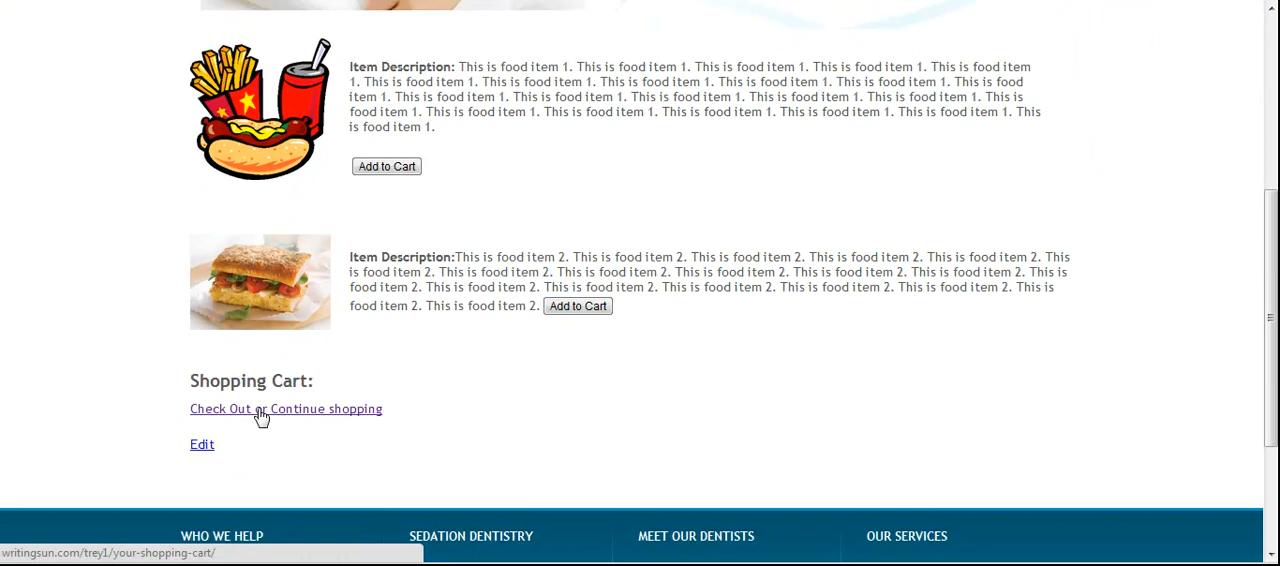 Item Description: This is food item 1. This is food item 1. This is food item 1. This is food item 1. This is food item
1. This is food item 1. This is food item 1. This is food item 1. This is food item 1. This is food item 1. This is food
item 1. This is food item 1. This is food item 1. This is food item 1. This is food item 1. This is food item 1. This is
food item 1. This is food item 1. This is food item 1. This is food item 1. This is food item 1. This is food item 1. This
is food item 1.
Add to Cart
Item Description:This is food item 2. This is food item 2. This is food item 2. This is food item 2. This is food item 2. This
is food item 2. This is food item 2. This is food item 2. This is food item 2. This is food item 2. This is food item 2. This is
food item 2. This is food item 2. This is food item 2. This is food item 2. This is food item 2. This is food item 2. This is
food item 2. This is food item 2. Add to Cart
Shopping Cart:
Check Out or Continue shopping
Edit
WHO WE HELP SEDATION DENTISTRY MEET OUR DENTISTS OUR SERVICES
writingsun.com/trey1/your-shopping-cart/